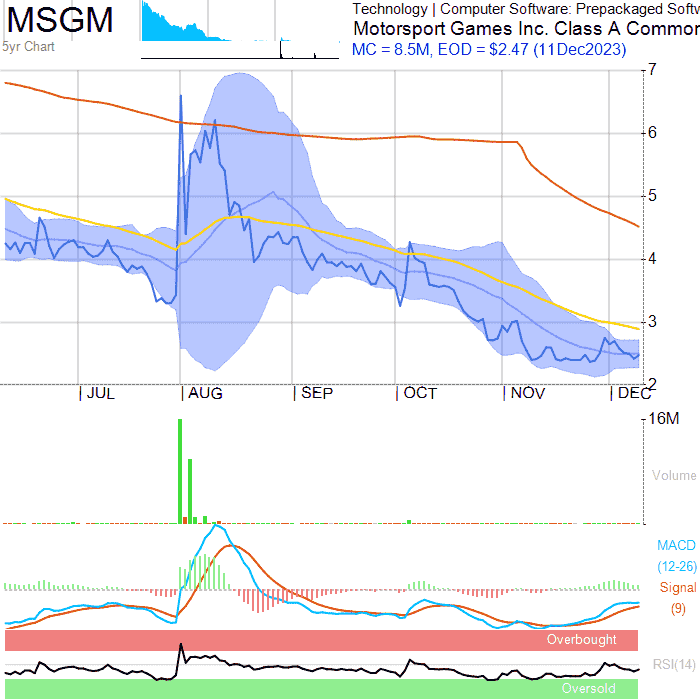 MSGM
5yr Chart
Technology | Computer Software: Prepackaged Softw
Motorsport Games Inc. Class A Common
MC = 8.5M, EOD = $2.47 (11Dec2023)
7
6
5
4
3
2
JUL AUG SEP OCT NOV DEC
16M
Volume
MACD
(12-26)
Signal
(9)
Overbought
RSI(14)
Oversold